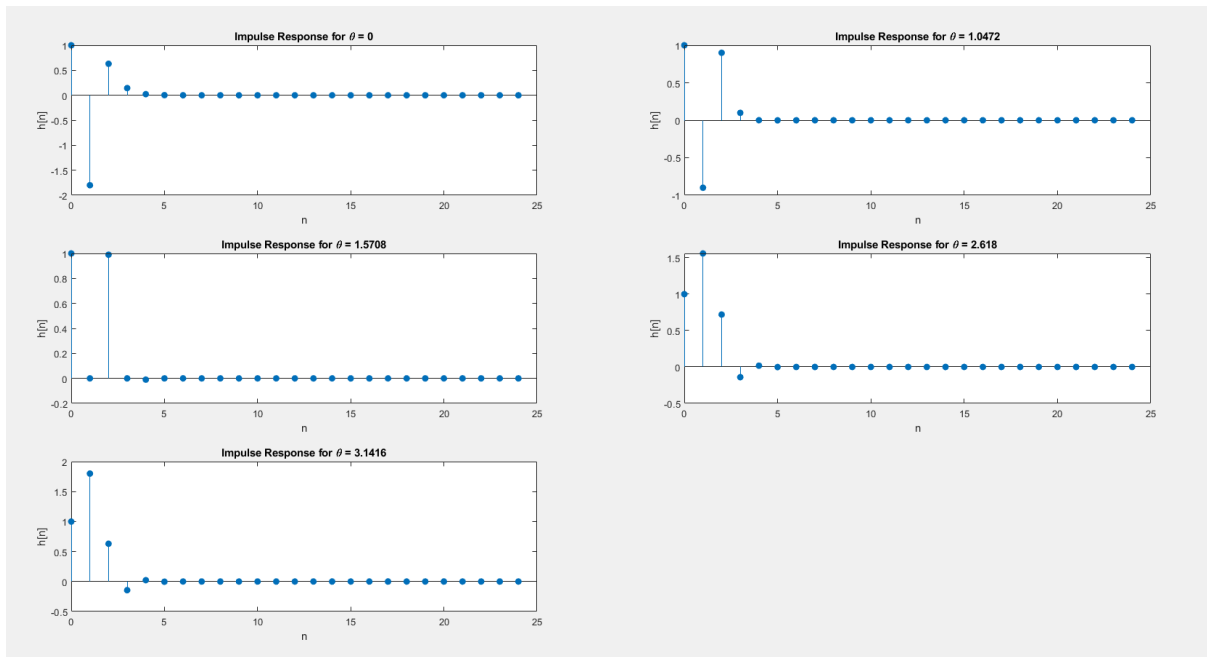 Impulse Response for θ = 0
1
0.5
0
-0.5
-1
-1.5
-2
h[n]
0 5 10 15 20 25
n
Impulse Response for θ = 1.0472
1
0.5
0
-0.5
-1
h[n]
0 5 10 15 20 25
n
Impulse Response for θ = 1.5708
1
0.8
0.6
0.4
0.2
0
-0.2
h[n]
0 5 10 15 20 25
n
Impulse Response for θ = 2.618
1.5
1
0.5
0
-0.5
h[n]
0 5 10 15 20 25
n
Impulse Response for θ = 3.1416
2
1.5
1
0.5
0
-0.5
h[n]
0 5 10 15 20 25
n